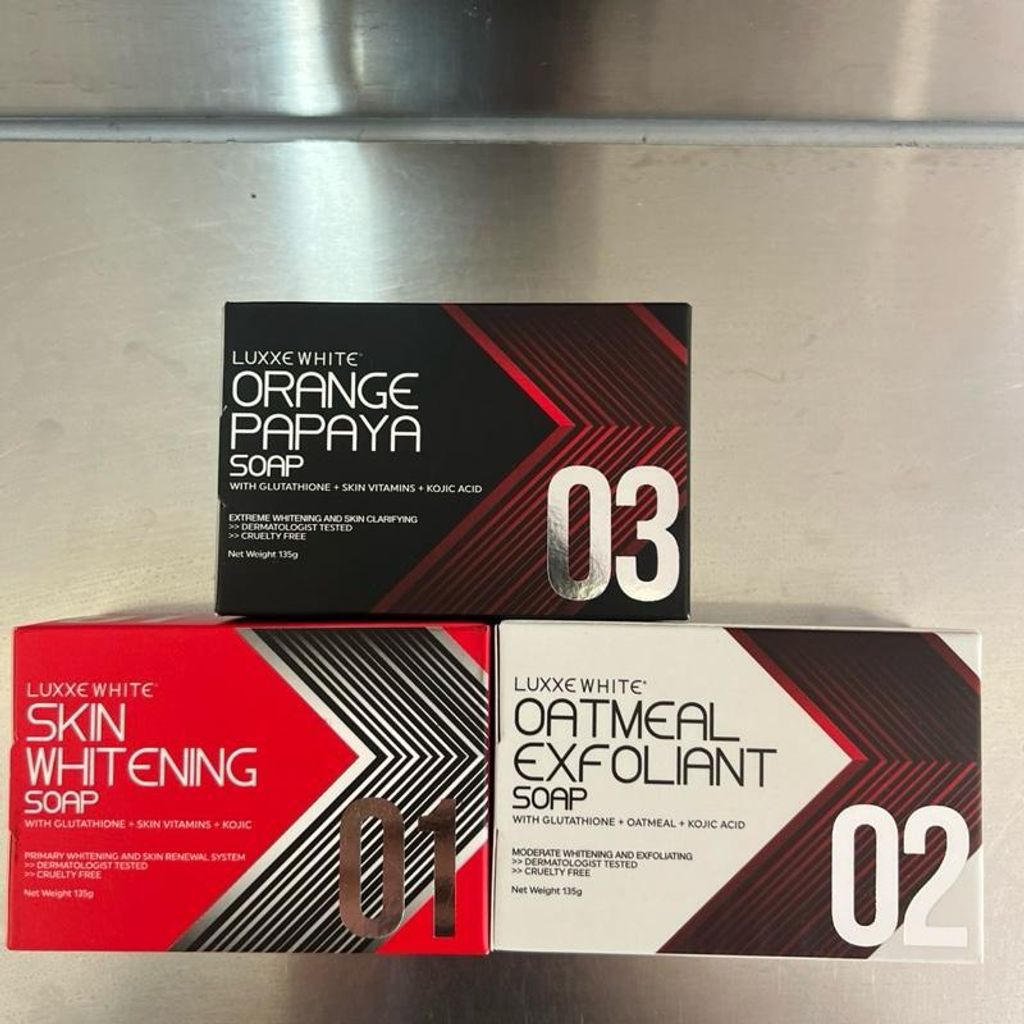 LUXXE WHITE™
ORANGE
PAPAYA
SOAP
WITH GLUTATHIONE + SKIN VITAMINS + KOJIC ACID
EXTREME WHITENING AND SKIN CLARIFYING
>> DERMATOLOGIST TESTED
>> CRUELTY FREE
Net Weight 135g
03
LUXXE WHITE™
SKIN
WHITENING
SOAP
WITH GLUTATHIONE + SKIN VITAMINS + KOJIC
PRIMARY WHITENING AND SKIN RENEWAL SYSTEM
>> DERMATOLOGIST TESTED
>> CRUELTY FREE
Net Weight 135g
01
LUXXE WHITE®
OATMEAL
EXFOLIANT
SOAP
WITH GLUTATHIONE + OATMEAL + KOJIC ACID
MODERATE WHITENING AND EXFOLIATING
>> DERMATOLOGIST TESTED
>> CRUELTY FREE
Net Weight 135g
02